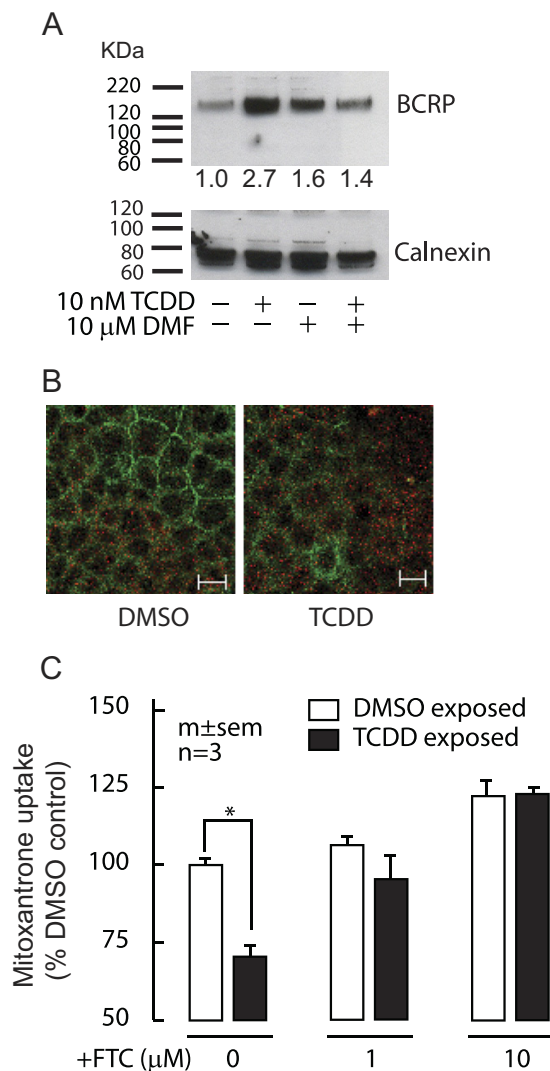 A
KDa
220
120
100
80
60
BCRP
1.0 2.7 1.6 1.4
120
100
80
60
Calnexin
10 nM TCDD – + – +
10 µM DMF – – + +
B
DMSO TCDD
C
Mitoxantrone uptake
(% DMSO control)
150
125
100
75
50
m±sem
n=3
DMSO exposed
TCDD exposed
*
+FTC (µM) 0 1 10